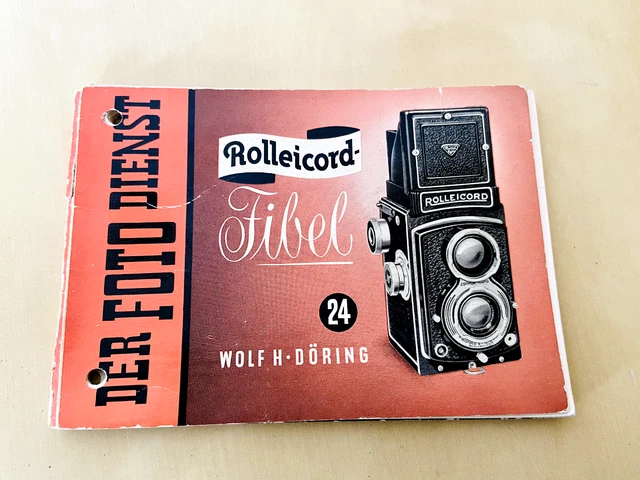 DER FOTO DIENST
Rolleicord-
Fibel
24
WOLF H·DÖRING
ROLLEICORD